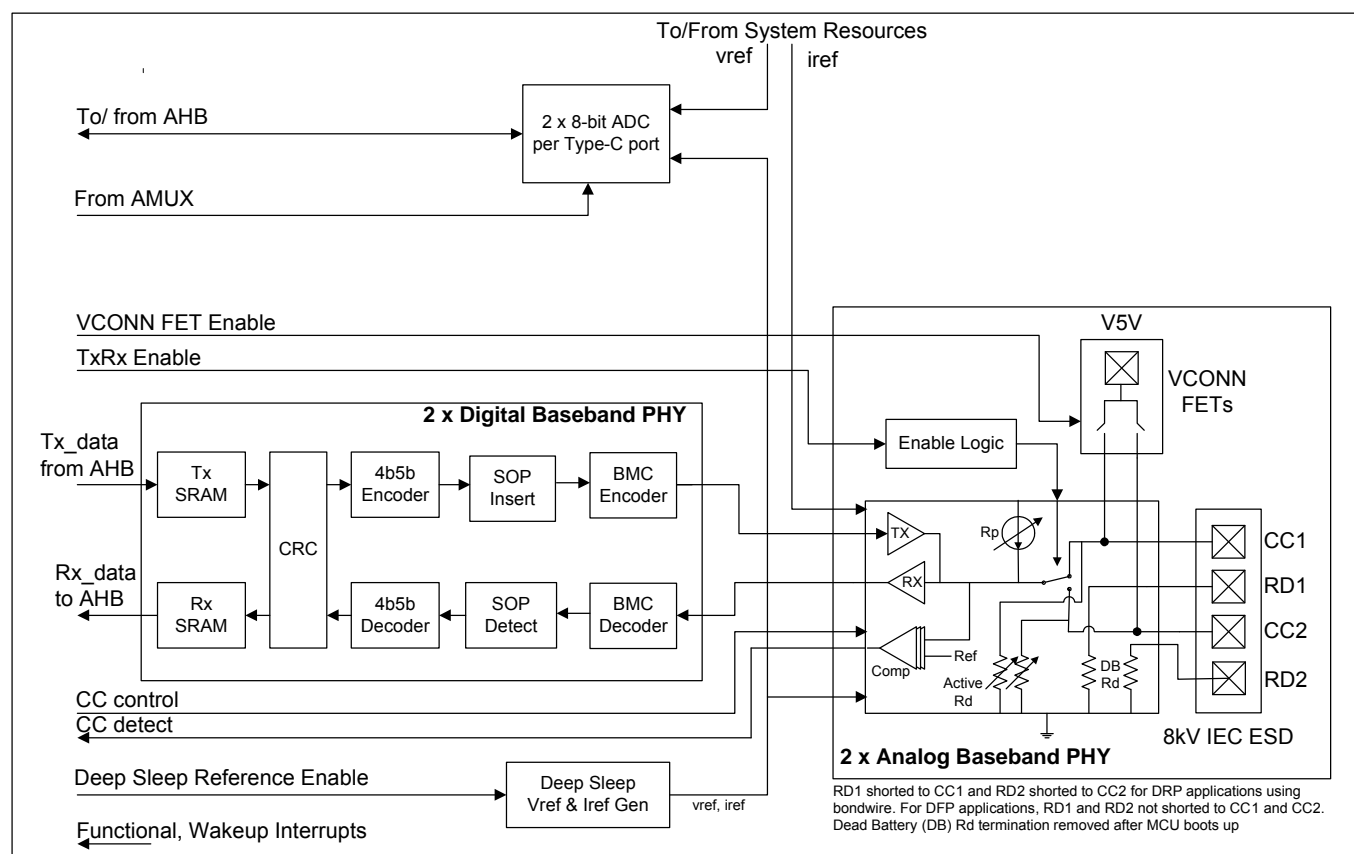 To/From System Resources
vref
iref
To/ from AHB
2 x 8-bit ADC
per Type-C port
From AMUX
VCONN FET Enable
TxRx Enable
V5V
VCONN
FETs
2 x Digital Baseband PHY
Enable Logic
Tx_data
from AHB
Tx
SRAM
CRC
4b5b
Encoder
SOP
Insert
BMC
Encoder
TX
Rp
CC1
Rx_data
to AHB
Rx
SRAM
4b5b
Decoder
SOP
Detect
BMC
Decoder
RX
RD1
CC2
Comp
Ref
Active
Rd
DB
Rd
RD2
CC control
CC detect
8kV IEC ESD
2 x Analog Baseband PHY
Deep Sleep Reference Enable
Deep Sleep
Vref & Iref Gen
vref, iref
RD1 shorted to CC1 and RD2 shorted to CC2 for DRP applications using
bondwire. For DFP applications, RD1 and RD2 not shorted to CC1 and CC2.
Dead Battery (DB) Rd termination removed after MCU boots up
Functional, Wakeup Interrupts